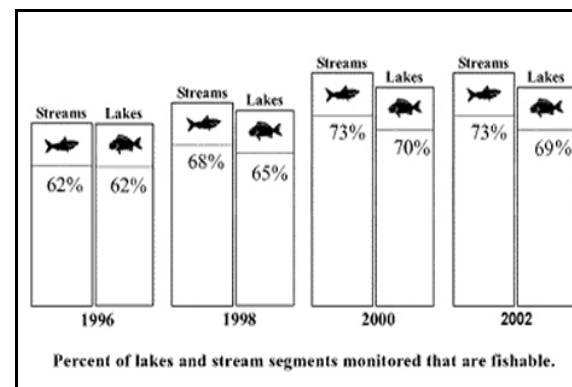 Streams Lakes
62% 62%
1996
Streams Lakes
68% 65%
1998
Streams Lakes
73% 70%
2000
Streams Lakes
73% 69%
2002
Percent of lakes and stream segments monitored that are fishable.